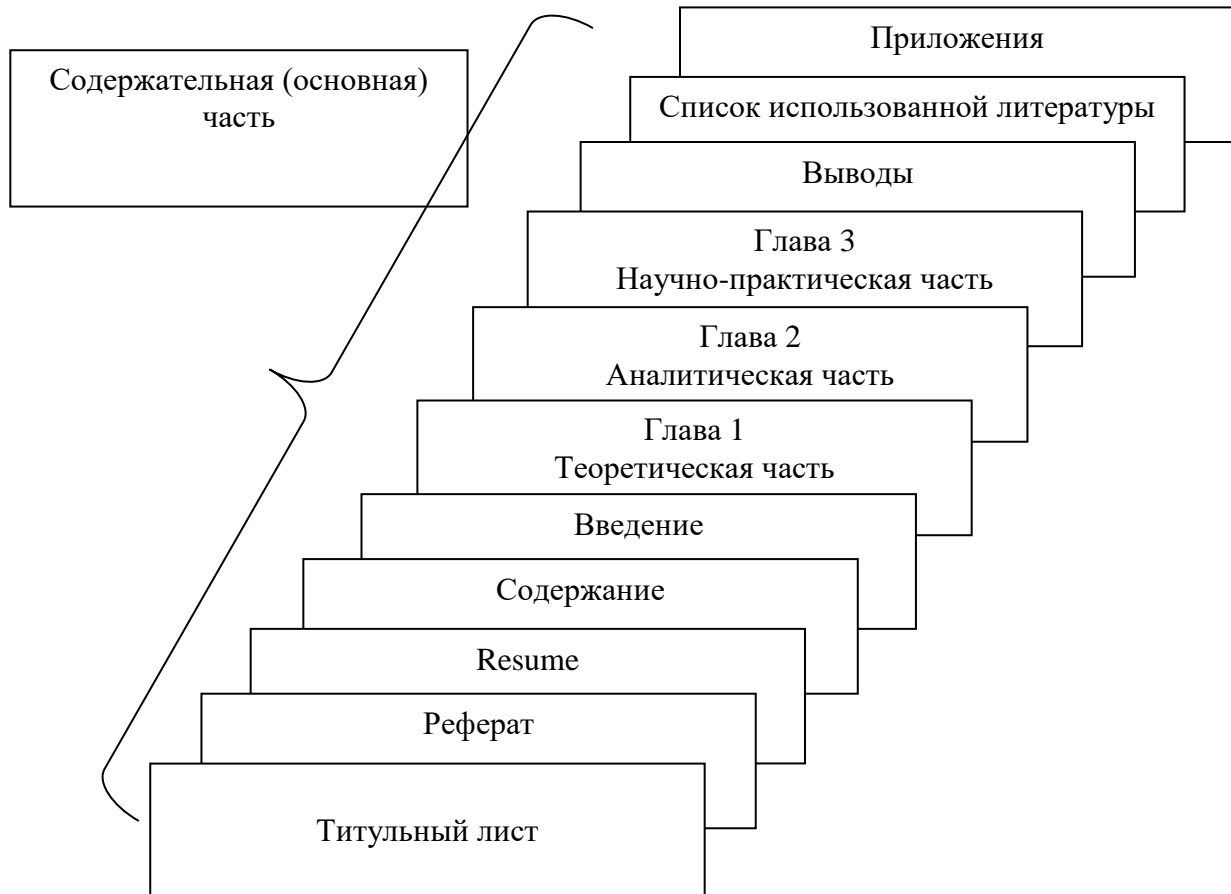 Содержательная (основная)
часть
Приложения
Список использованной литературы
Выводы
Глава 3
Научно-практическая часть
Глава 2
Аналитическая часть
Глава 1
Теоретическая часть
Введение
Содержание
Resume
Реферат
Титульный лист